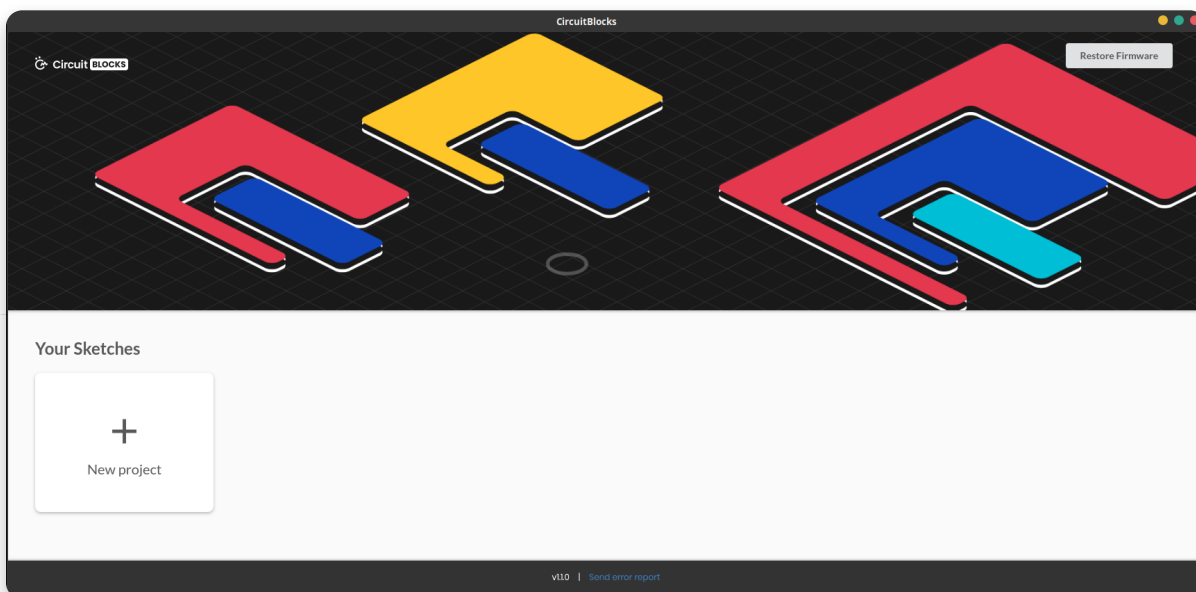 CircuitBlocks
Circuit BLOCKS
Restore Firmware
Your Sketches
New project
v1.1.0 | Send error report